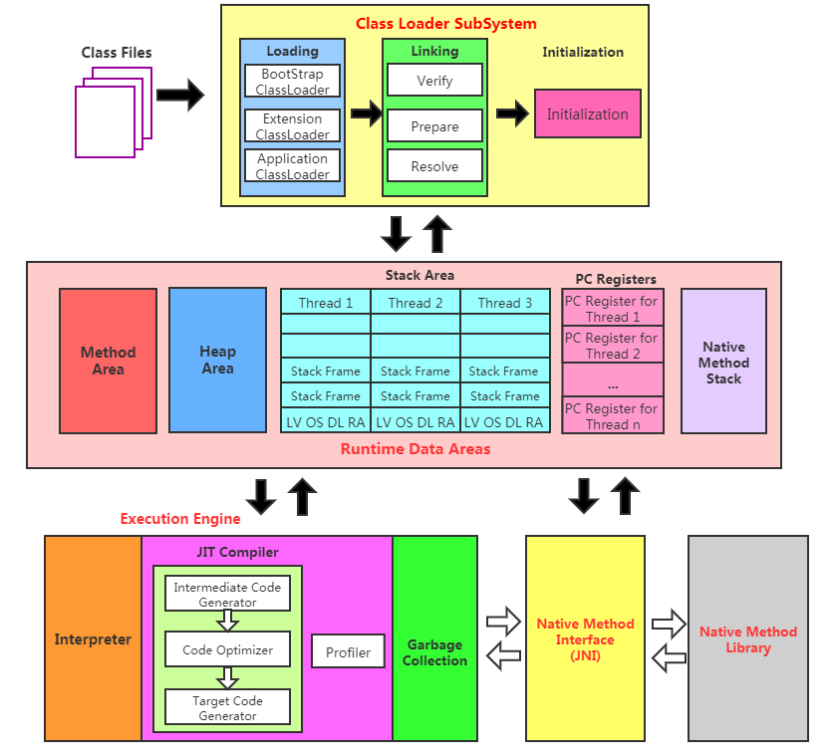 Class Loader SubSystem
Class Files
Loading
BootStrap
ClassLoader
Extension
ClassLoader
Application
ClassLoader
Linking
Verify
Prepare
Resolve
Initialization
Initialization
Method
Area
Heap
Area
Stack Area
Thread 1
Thread 2
Thread 3
Stack Frame
Stack Frame
Stack Frame
Stack Frame
Stack Frame
Stack Frame
LV OS DL RA
LV OS DL RA
LV OS DL RA
PC Registers
PC Register for
Thread 1
PC Register for
Thread 2
...
PC Register for
Thread n
Native
Method
Stack
Runtime Data Areas
Execution Engine
Interpreter
JIT Compiler
Intermediate Code
Generator
Code Optimizer
Target Code
Generator
Profiler
Garbage
Collection
Native Method
Interface
(JNI)
Native Method
Library